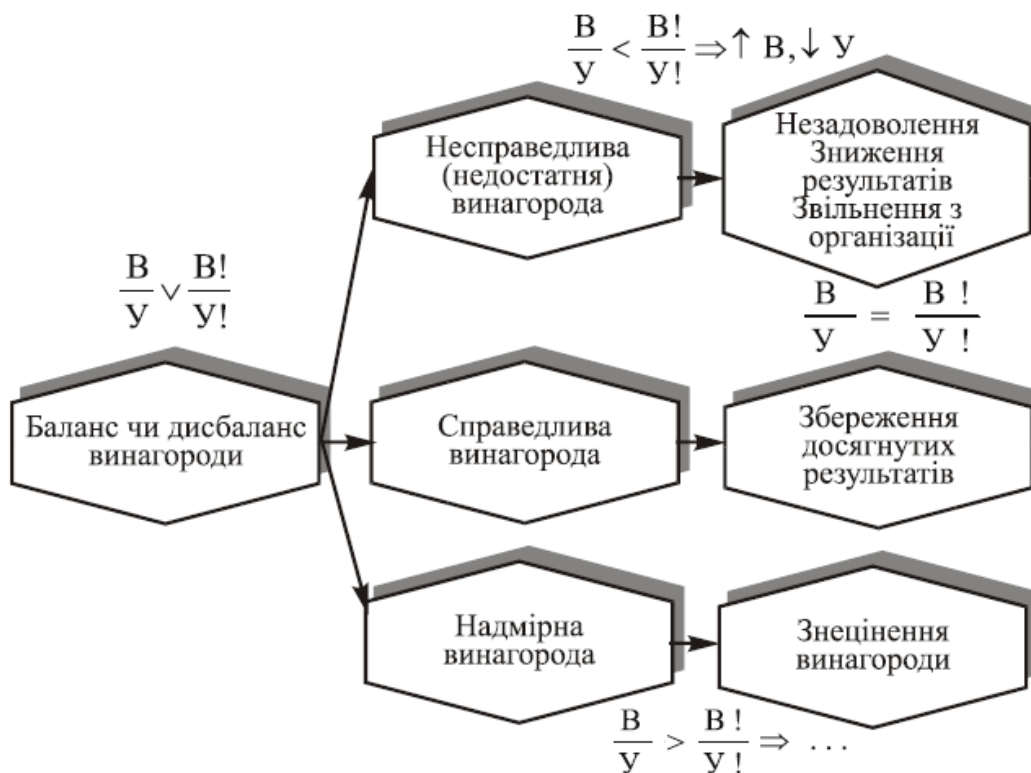 В/У < В!/У! ⇒ ↑ В, ↓ У
Несправедлива
(недостатня)
винагорода
Незадоволення
Зниження
результатів
Звільнення з
організації
В/У ∨ В!/У!
В/У = В !/У !
Баланс чи дисбаланс
винагороди
Справедлива
винагорода
Збереження
досягнутих
результатів
Надмірна
винагорода
Знецінення
винагороди
В/У > В !/У ! ⇒ ...